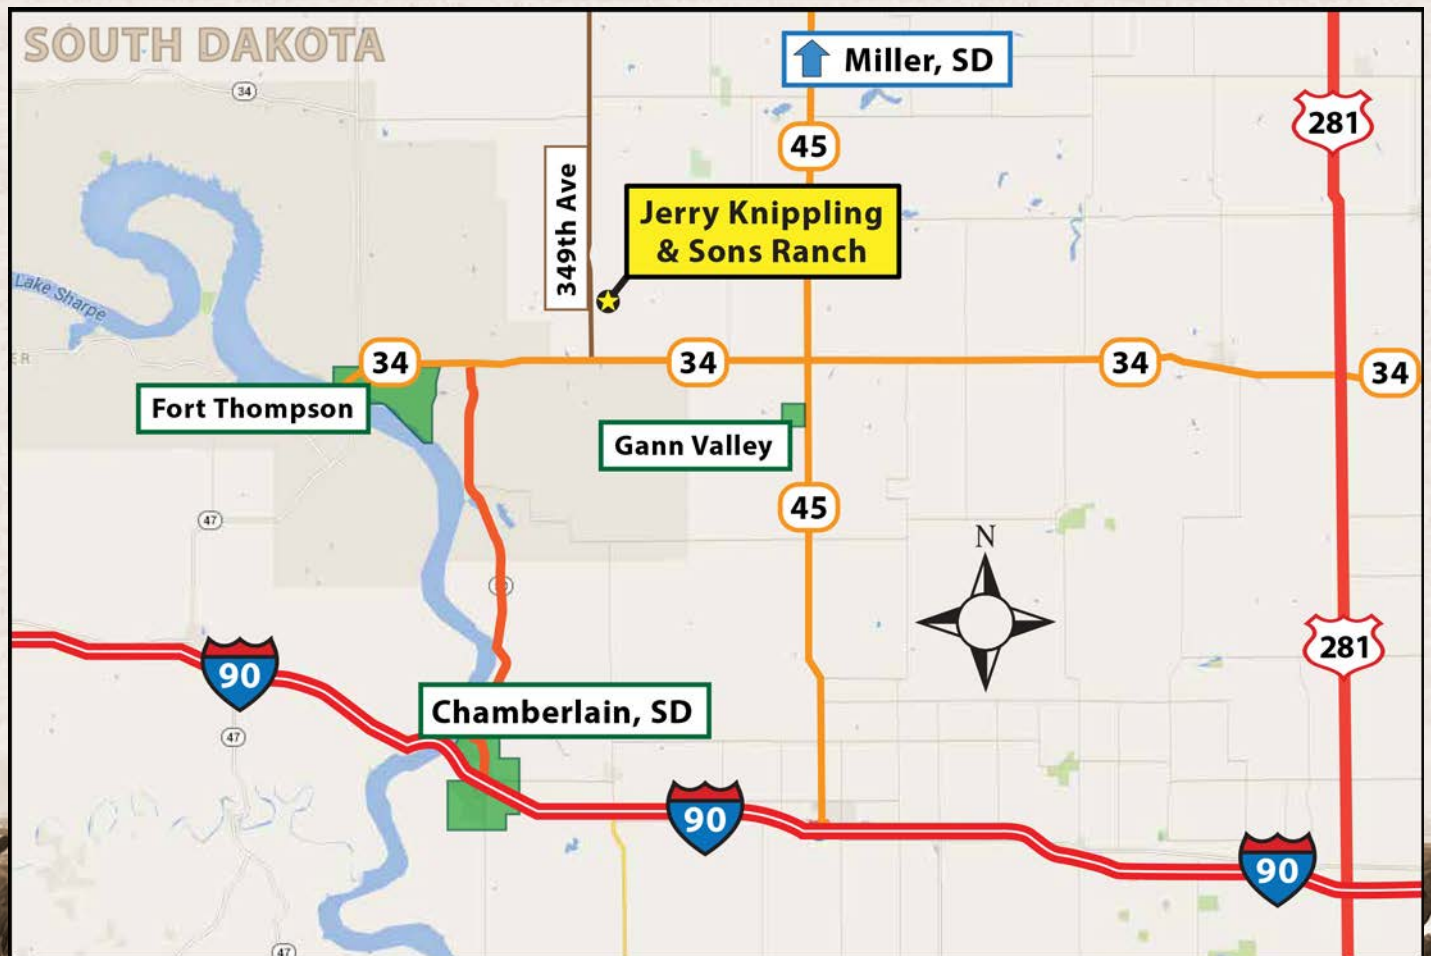 SOUTH DAKOTA
34
Miller, SD
281
45
349th Ave
Jerry Knippling
& Sons Ranch
Lake Sharpe
ER
34
34
34
34
Fort Thompson
Gann Valley
45
47
N
90
281
Chamberlain, SD
47
90
90
47